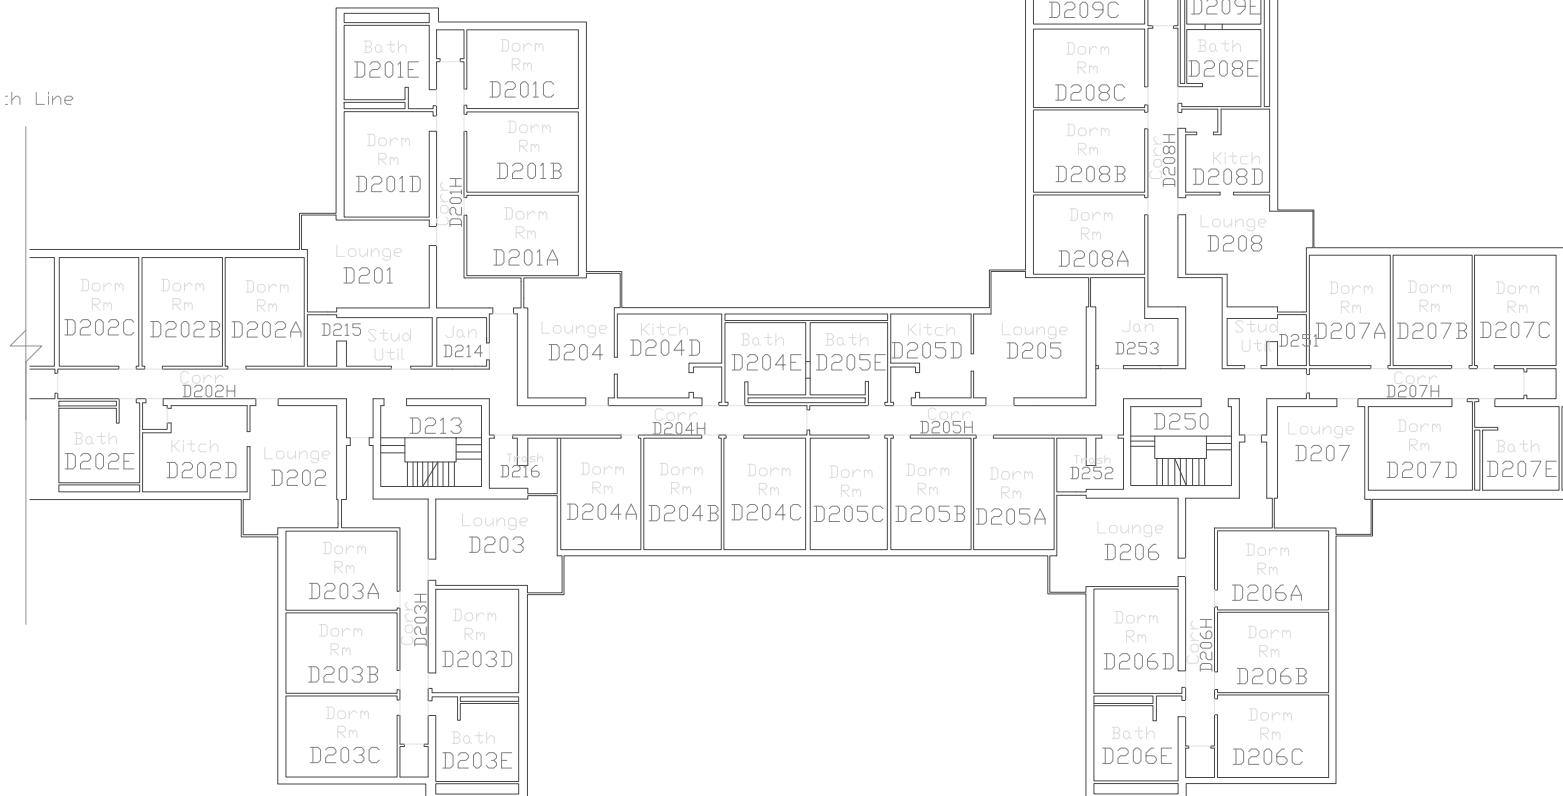 D209C
D209E
Bath
D201E
Dorm
Rm
D201C
Dorm
Rm
D208C
Bath
D208E
ch Line
Dorm
Rm
D201D
Dorm
Rm
D201B
Corr
D201H
Dorm
Rm
D208B
Corr
D208H
Kitch
D208D
Lounge
D201
Dorm
Rm
D201A
Dorm
Rm
D208A
Lounge
D208
Dorm
Rm
D202C
Dorm
Rm
D202B
Dorm
Rm
D202A
D215
Stud
Util
Jan
D214
Lounge
D204
Kitch
D204D
Bath
D204E
Bath
D205E
Kitch
D205D
Lounge
D205
Jan
D253
Stud
Util
D251
Dorm
Rm
D207A
Dorm
Rm
D207B
Dorm
Rm
D207C
Corr
D202H
D213
Corr
D204H
Corr
D205H
D250
Corr
D207H
Bath
D202E
Kitch
D202D
Lounge
D202
Trash
D216
Dorm
Rm
D204A
Dorm
Rm
D204B
Dorm
Rm
D204C
Dorm
Rm
D205C
Dorm
Rm
D205B
Dorm
Rm
D205A
Trash
D252
Lounge
D207
Dorm
Rm
D207D
Bath
D207E
Lounge
D203
Lounge
D206
Dorm
Rm
D203A
Corr
D203H
Dorm
Rm
D203D
Dorm
Rm
D206D
Corr
D206H
Dorm
Rm
D206A
Dorm
Rm
D203B
Dorm
Rm
D206B
Dorm
Rm
D203C
Bath
D203E
Bath
D206E
Dorm
Rm
D206C